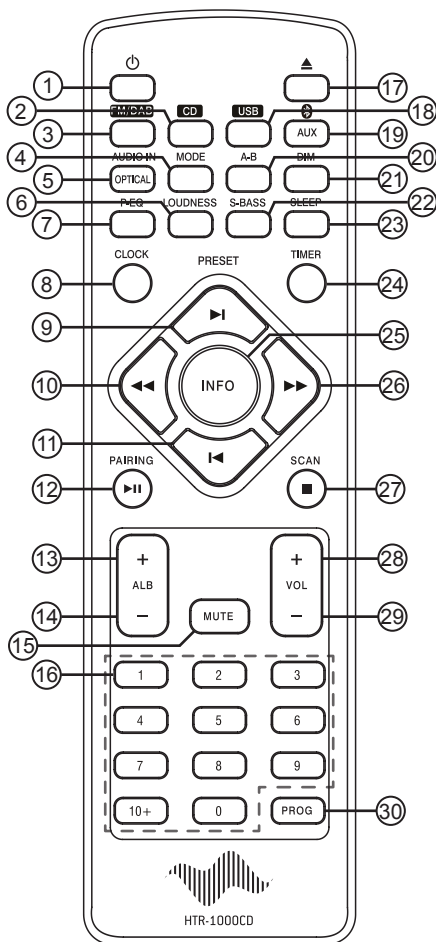 1
17
2
FM/DAB
CD
USB
18
3
AUX
19
4
AUDIO IN
MODE
A-B
DIM
20
5
OPTICAL
21
6
P-EQ
LOUDNESS
S-BASS
SLEEP
22
7
23
CLOCK
PRESET
TIMER
8
24
9
25
10
INFO
26
11
PAIRING
SCAN
12
27
13
+
+
28
ALB
VOL
14
−
MUTE
−
29
15
16
1
2
3
4
5
6
7
8
9
10+
0
PROG
30
HTR-1000CD